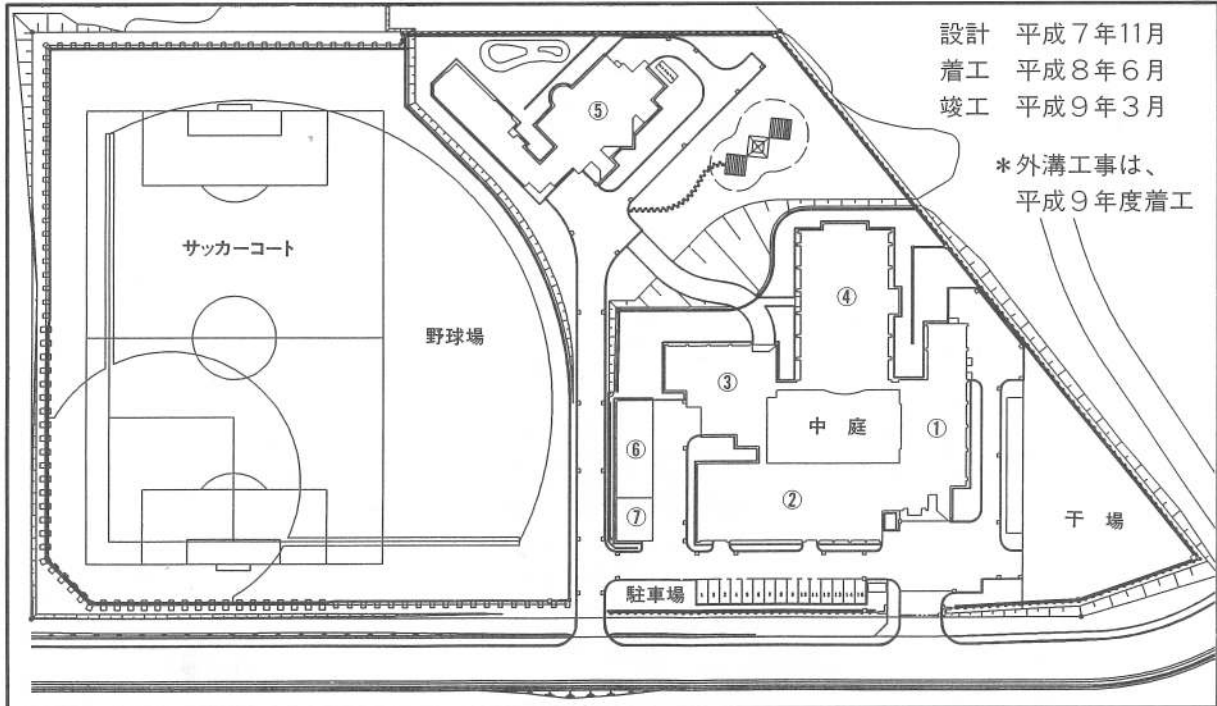 設計　平成7年11月
着工　平成8年6月
竣工　平成9年3月
＊外溝工事は、
平成9年度着工
⑤
サッカーコート
野球場
④
③
中庭
①
⑥
②
⑦
干場
駐車場